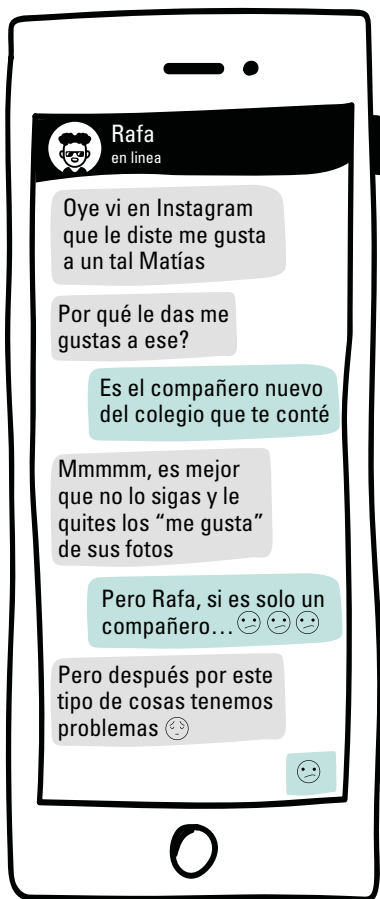 Rafa
en linea
Oye vi en Instagram
que le diste me gusta
a un tal Matías
Por qué le das me
gustas a ese?
Es el compañero nuevo
del colegio que te conté
Mmmmm, es mejor
que no lo sigas y le
quites los “me gusta”
de sus fotos
Pero Rafa, si es solo un
compañero...
Pero después por este
tipo de cosas tenemos
problemas